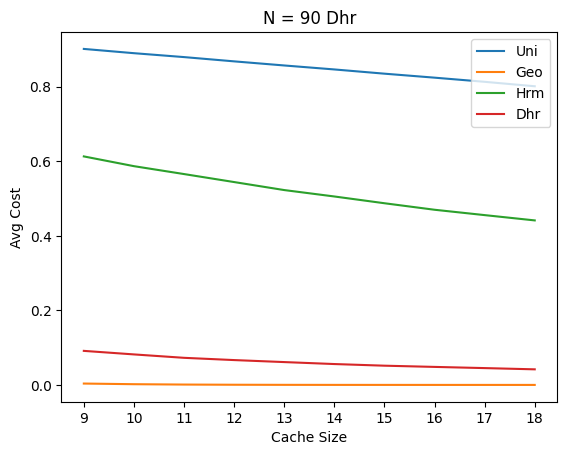 N = 90 Dhr
Uni
Geo
Hrm
Dhr
Avg Cost
0.8
0.6
0.4
0.2
0.0
9 10 11 12 13 14 15 16 17 18
Cache Size